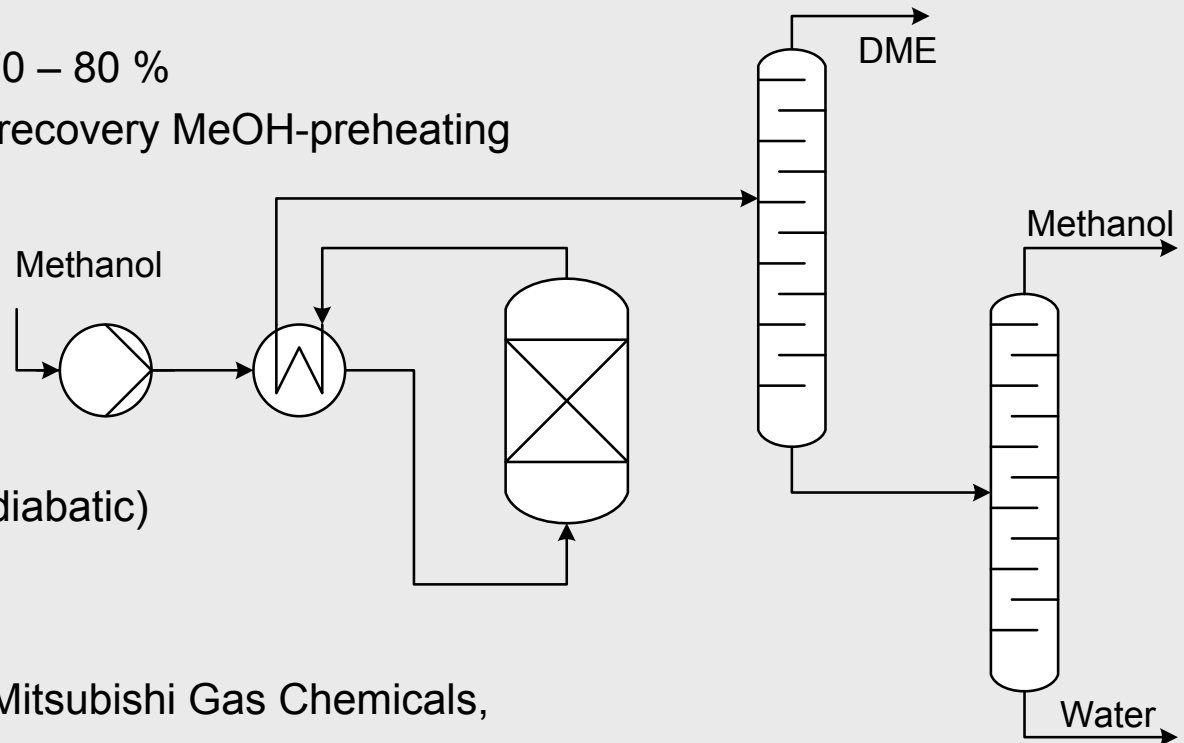 0 – 80 %
recovery MeOH-preheating
DME
Methanol
Methanol
diabatic)
Mitsubishi Gas Chemicals,
Water